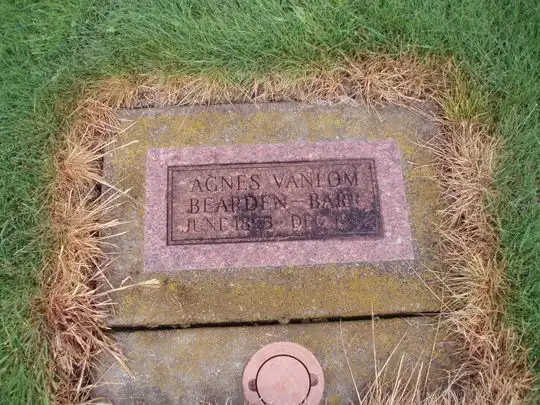 AGNES VANLOM
BEARDEN – BARR
JUNE 1893 DEC.